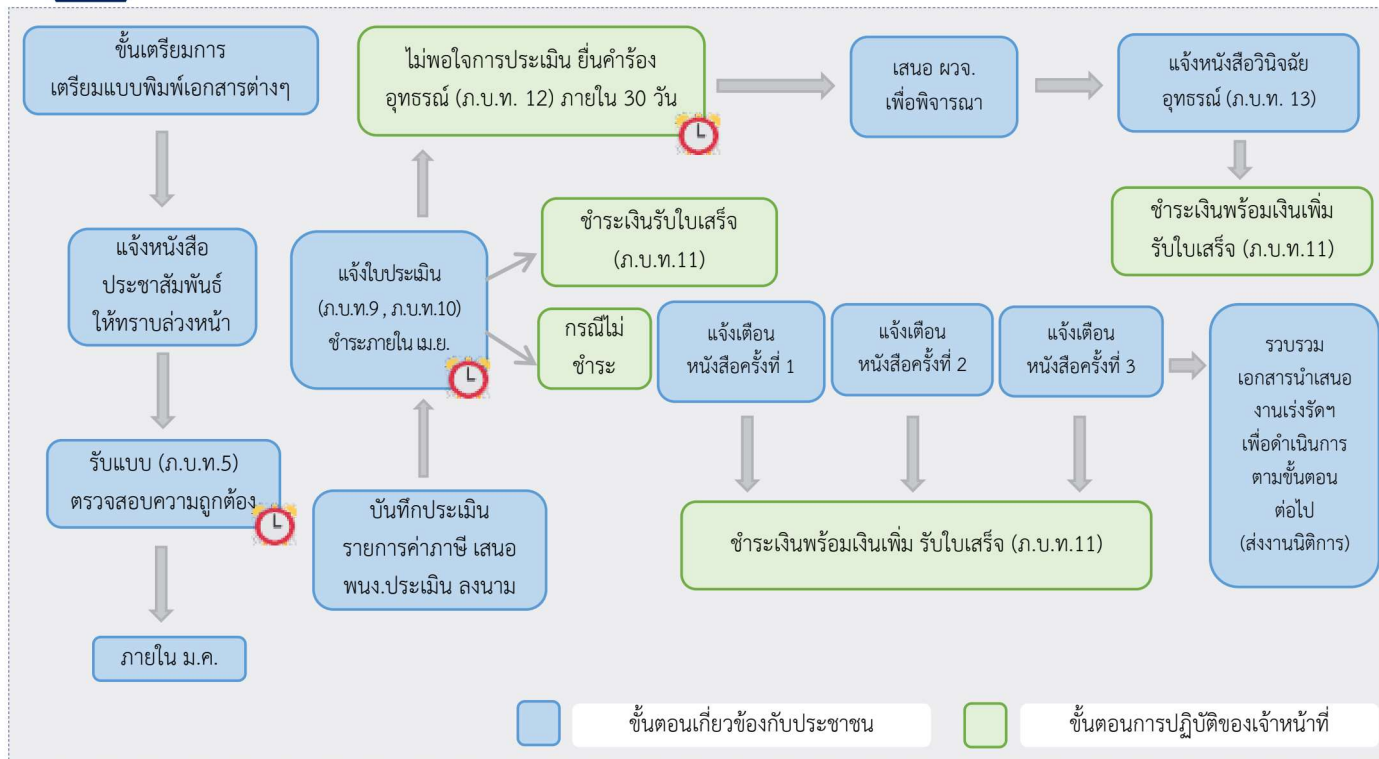 ขั้นเตรียมการ
เตรียมแบบพิมพ์เอกสารต่างๆ
แจ้งหนังสือ
ประชาสัมพันธ์
ให้ทราบล่วงหน้า
รับแบบ (ภ.บ.ท.5)
ตรวจสอบความถูกต้อง
ภายใน ม.ค.
ไม่พอใจการประเมิน ยื่นคำร้อง
อุทธรณ์ (ภ.บ.ท. 12) ภายใน 30 วัน
แจ้งใบประเมิน
(ภ.บ.ท.9 , ภ.บ.ท.10)
ชำระภายใน เม.ย.
บันทึกประเมิน
รายการค่าภาษี เสนอ
พนง.ประเมิน ลงนาม
ชำระเงินรับใบเสร็จ
(ภ.บ.ท.11)
กรณีไม่
ชำระ
เสนอ ผวจ.
เพื่อพิจารณา
แจ้งหนังสือวินิจฉัย
อุทธรณ์ (ภ.บ.ท. 13)
ชำระเงินพร้อมเงินเพิ่ม
รับใบเสร็จ (ภ.บ.ท.11)
แจ้งเตือน
หนังสือครั้งที่ 1
แจ้งเตือน
หนังสือครั้งที่ 2
แจ้งเตือน
หนังสือครั้งที่ 3
รวบรวม
เอกสารนำเสนอ
งานเร่งรัดฯ
เพื่อดำเนินการ
ตามขั้นตอน
ต่อไป
(ส่งงานนิติการ)
ชำระเงินพร้อมเงินเพิ่ม รับใบเสร็จ (ภ.บ.ท.11)
ขั้นตอนเกี่ยวข้องกับประชาชน
ขั้นตอนการปฏิบัติของเจ้าหน้าที่